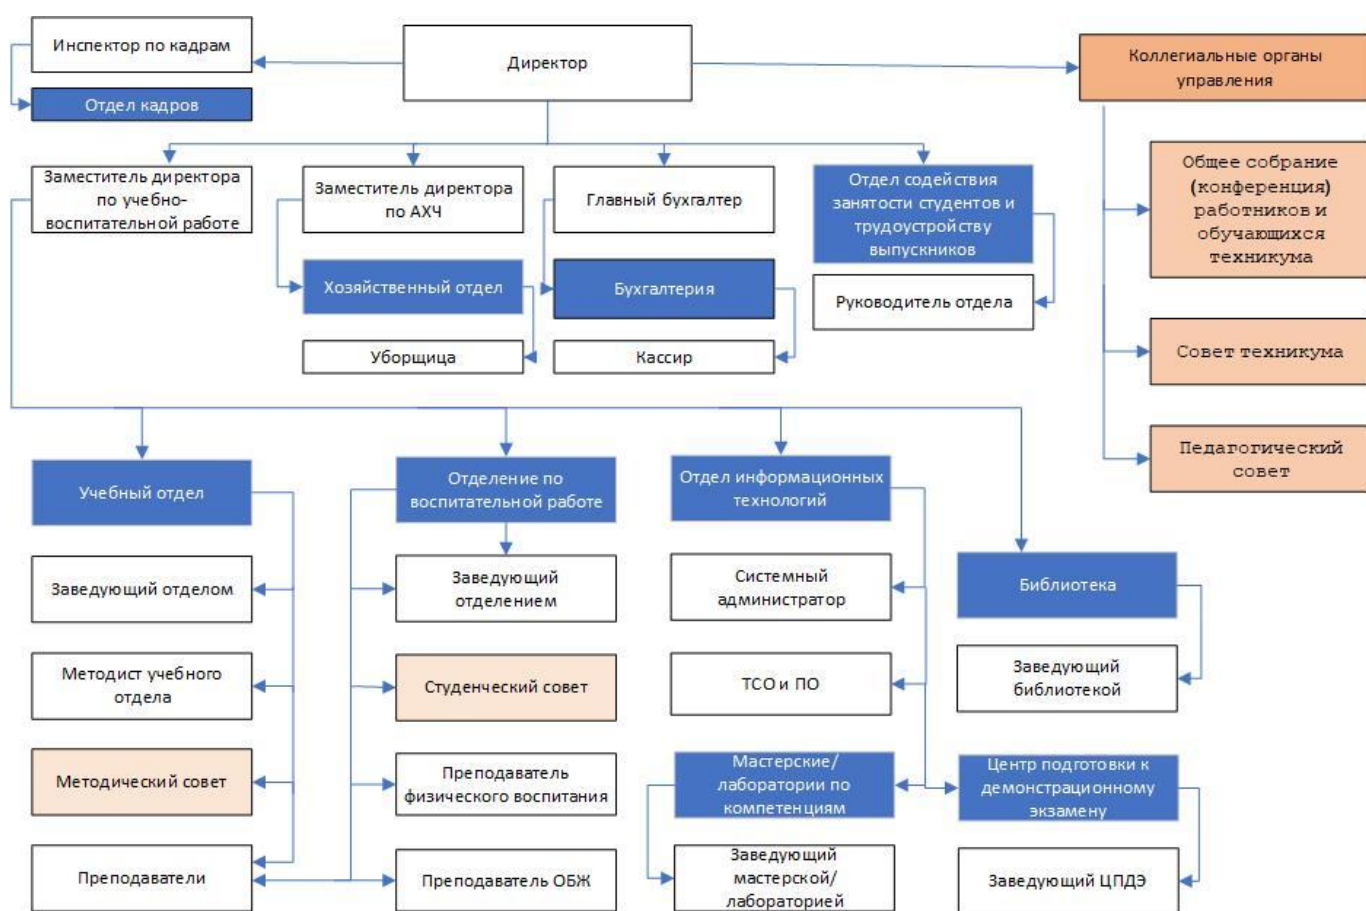 Инспектор по кадрам
Директор
Коллегиальные органы
управления
Отдел кадров
Заместитель директора
по учебно-
воспитательной работе
Заместитель директора
по АХЧ
Главный бухгалтер
Отдел содействия
занятости студентов и
трудоустройству
выпускников
Общее собрание
(конференция)
работников и
обучающихся
техникума
Хозяйственный отдел
Бухгалтерия
Руководитель отдела
Уборщица
Кассир
Совет техникума
Педагогический
совет
Учебный отдел
Отделение по
воспитательной работе
Отдел информационных
технологий
Библиотека
Заведующий отделом
Заведующий
отделением
Системный
администратор
Заведующий
библиотекой
Методист учебного
отдела
Студенческий совет
ТСО и ПО
Методический совет
Преподаватель
физического воспитания
Мастерские/
лаборатории по
компетенциям
Центр подготовки к
демонстрационному
экзамену
Преподаватели
Преподаватель ОБЖ
Заведующий
мастерской/
лабораторией
Заведующий ЦПДЭ